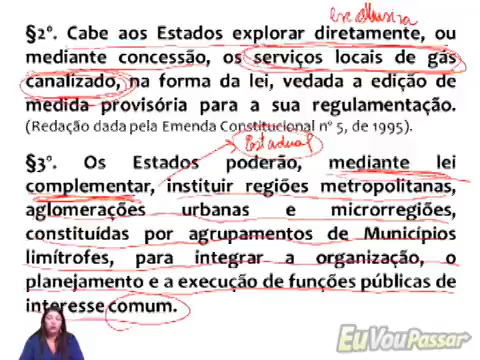 exclusiva
§2º. Cabe aos Estados explorar diretamente, ou
mediante concessão, os serviços locais de gás
canalizado, na forma da lei, vedada a edição de
medida provisória para a sua regulamentação.
(Redação dada pela Emenda Constitucional nº 5, de 1995).
Estadual
§3º. Os Estados poderão, mediante lei
complementar, instituir regiões metropolitanas,
aglomerações urbanas e microrregiões,
constituídas por agrupamentos de Municípios
limítrofes, para integrar a organização, o
planejamento e a execução de funções públicas de
interesse comum.
EuVouPassar